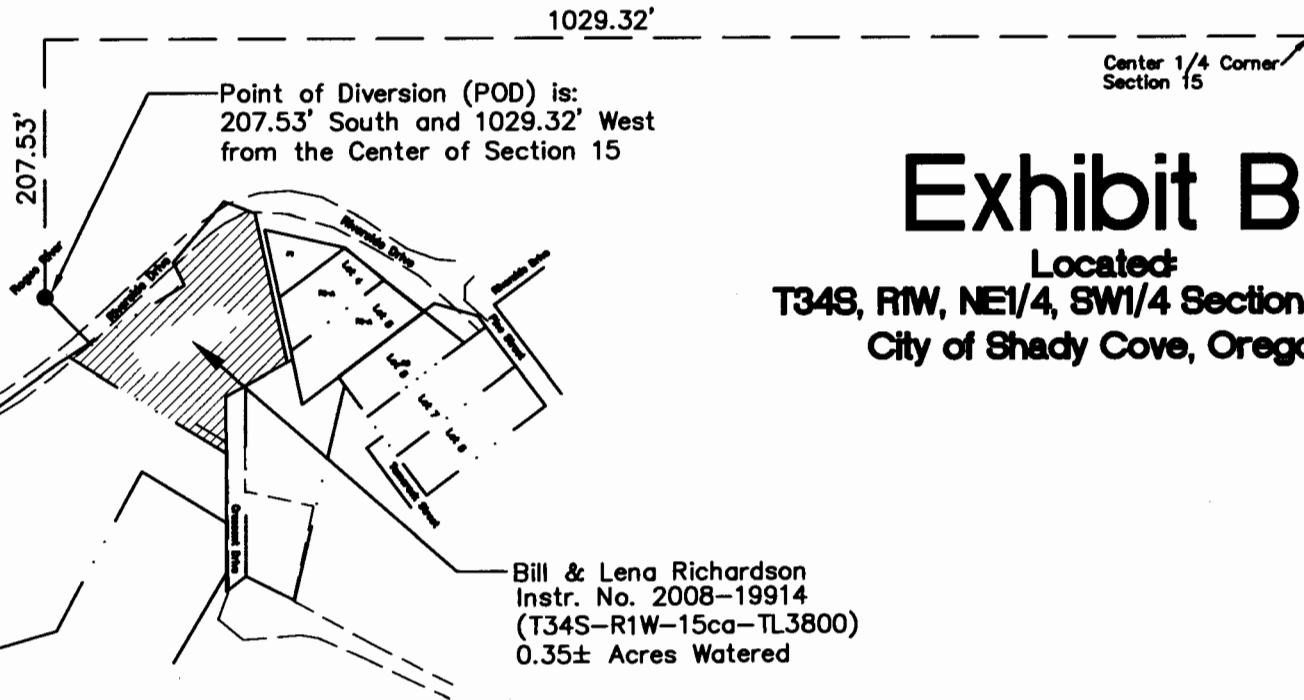 1029.32'
Center 1/4 Corner
Section 15
207.53'
Point of Diversion (POD) is:
207.53' South and 1029.32' West
from the Center of Section 15
Exhibit B
Located:
T34S, R1W, NE1/4, SW1/4 Section
City of Shady Cove, Orego
Rogue River
Riverside Drive
Riverside Drive
Riverside Drive
Lot 4
Lot 5
Lot 6
Lot 7
Lot 8
Pine Street
Crescent Drive
Bill & Lena Richardson
Instr. No. 2008-19914
(T34S-R1W-15ca-TL3800)
0.35± Acres Watered